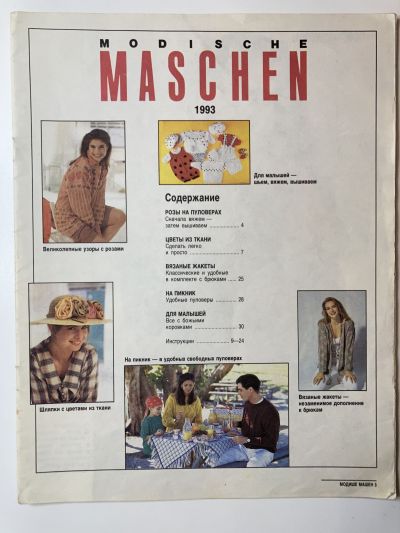 MODISCHE
MASCHEN
1993
Для малышей —
шьем, вяжем, вышиваем
Великолепные узоры с розами
Содержание
РОЗЫ НА ПУЛОВЕРАХ
Сначала вяжем —
затем вышиваем ........... 4
ЦВЕТЫ ИЗ ТКАНИ
Сделать легко
и просто ................... 7
ВЯЗАНЫЕ ЖАКЕТЫ
Классические и удобные
в комплекте с брюками ..... 25
НА ПИКНИК
Удобные пуловеры ......... 28
ДЛЯ МАЛЫШЕЙ
Все с божьими
коровками ................ 30
Инструкции ............ 9—24
Шляпки с цветами из ткани
На пикник — в удобных свободных пуловерах
Вязаные жакеты —
незаменимое дополнение
к брюкам
МОДИШЕ МАШЕН 3